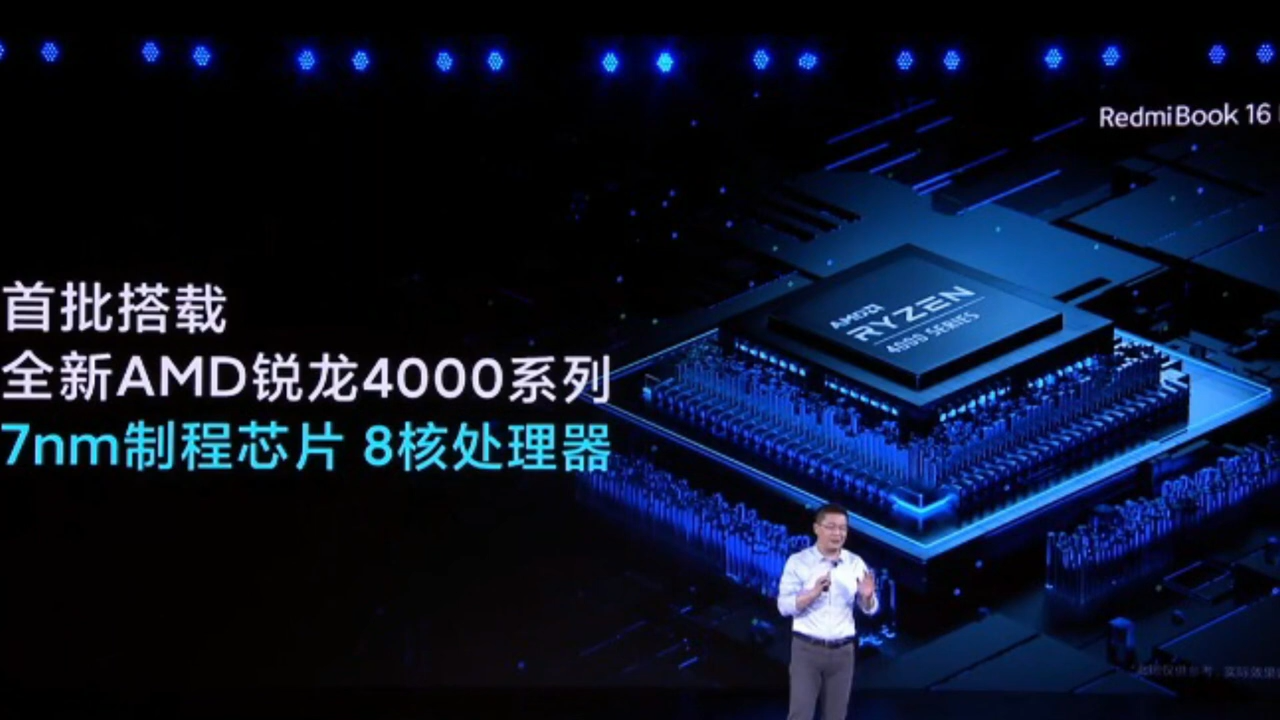 RedmiBook 16
AMD
RYZEN
4000 SERIES
首批搭载
全新AMD锐龙4000系列
7nm制程芯片 8核处理器